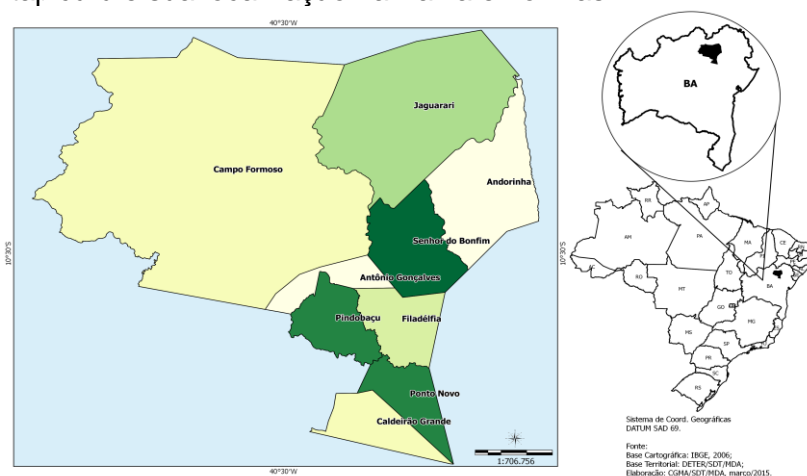 40°30'W
Jaguarari
Campo Formoso
Andorinha
Senhor do Bonfim
Antônio Gonçalves
Pindobaçu
Filadélfia
Ponto Novo
Caldeirão Grande
10°30'S
10°30'S
40°30'W
1:706.756
BA
RR
AP
AM
PA
MA
CE
AC
RO
TO
BA
MT
GO
MG
MS
SP
PR
SC
RS
Sistema de Coord. Geográficas
DATUM SAD 69.
Fonte:
Base Cartográfica: IBGE, 2006;
Base Territorial: DETER/SDT/MDA;
Elaboração: CGMA/SDT/MDA, março/2015.